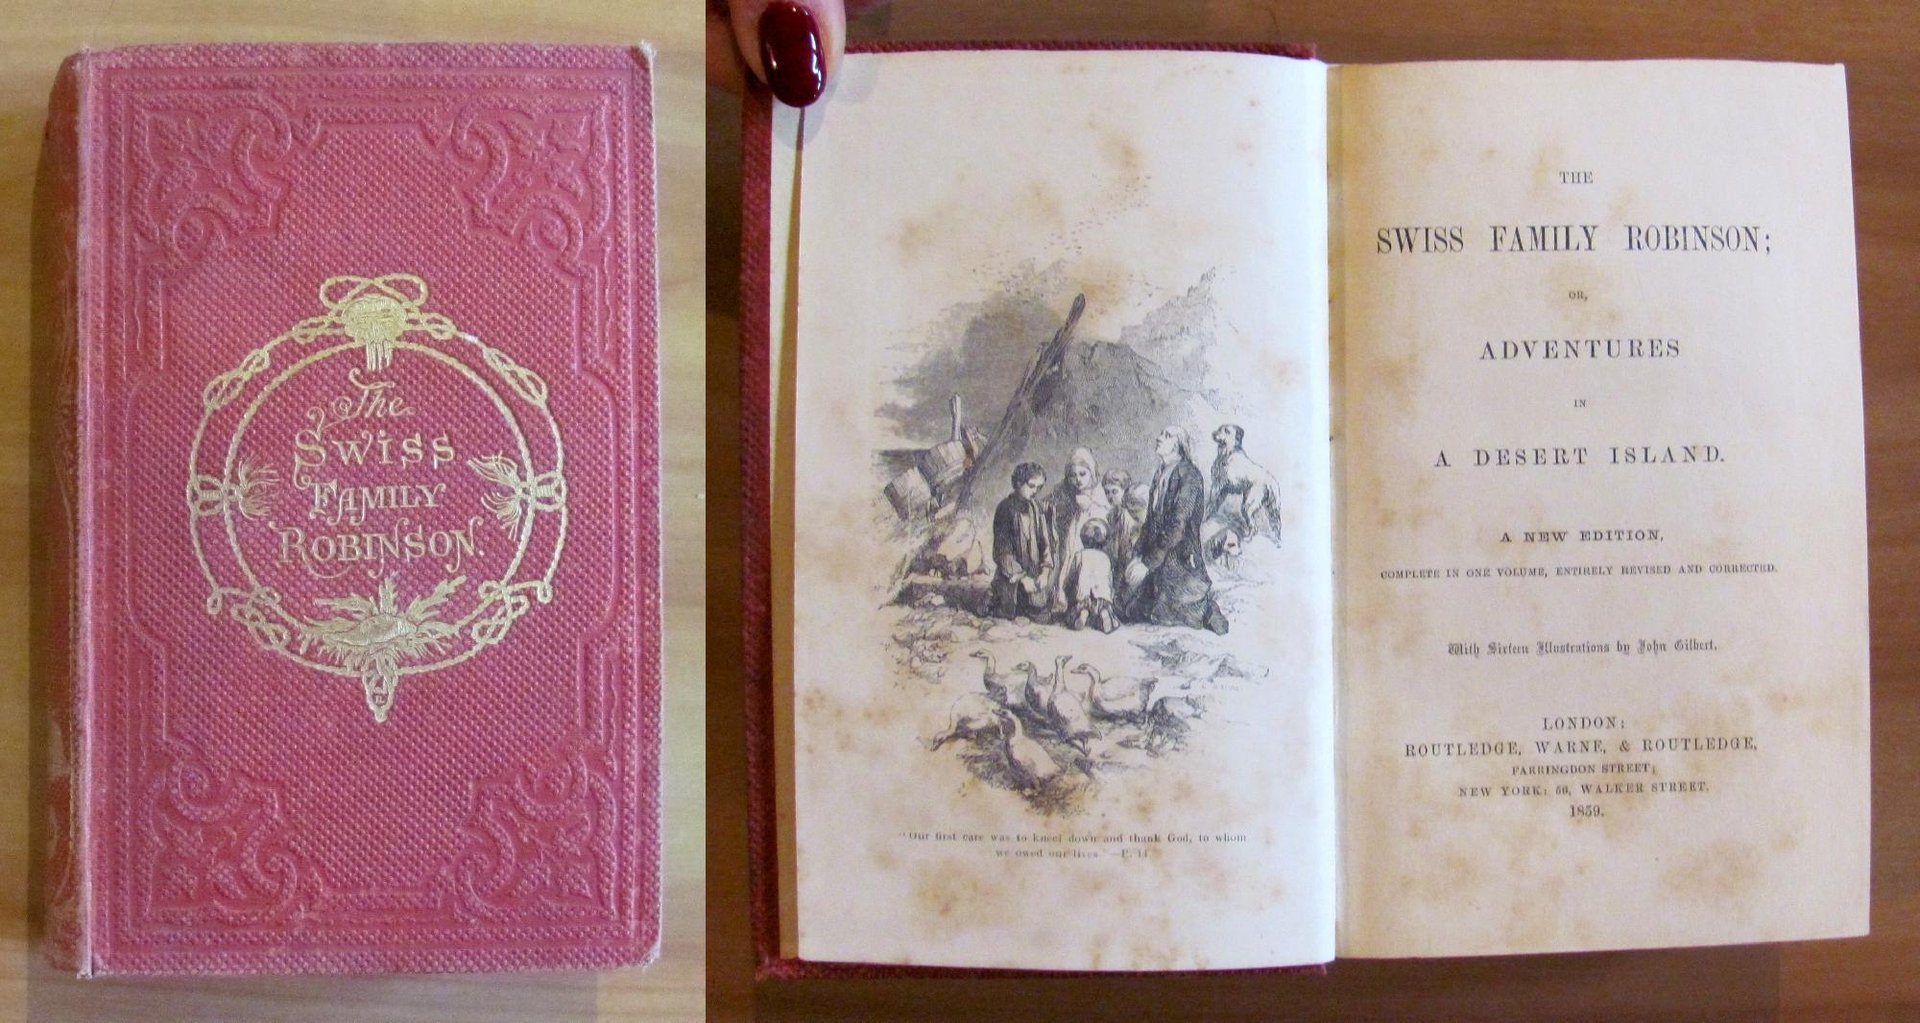 The
Swiss
Family
Robinson.
"Our first care was to kneel down and thank God, to whom
we owed our lives"—P. 14
THE
SWISS FAMILY ROBINSON;
OR,
ADVENTURES
IN
A DESERT ISLAND.
A NEW EDITION,
COMPLETE IN ONE VOLUME, ENTIRELY REVISED AND CORRECTED.
With Sixteen Illustrations by John Gilbert.
LONDON:
ROUTLEDGE, WARNE, & ROUTLEDGE,
FARRINGDON STREET;
NEW YORK: 56, WALKER STREET.
1859.